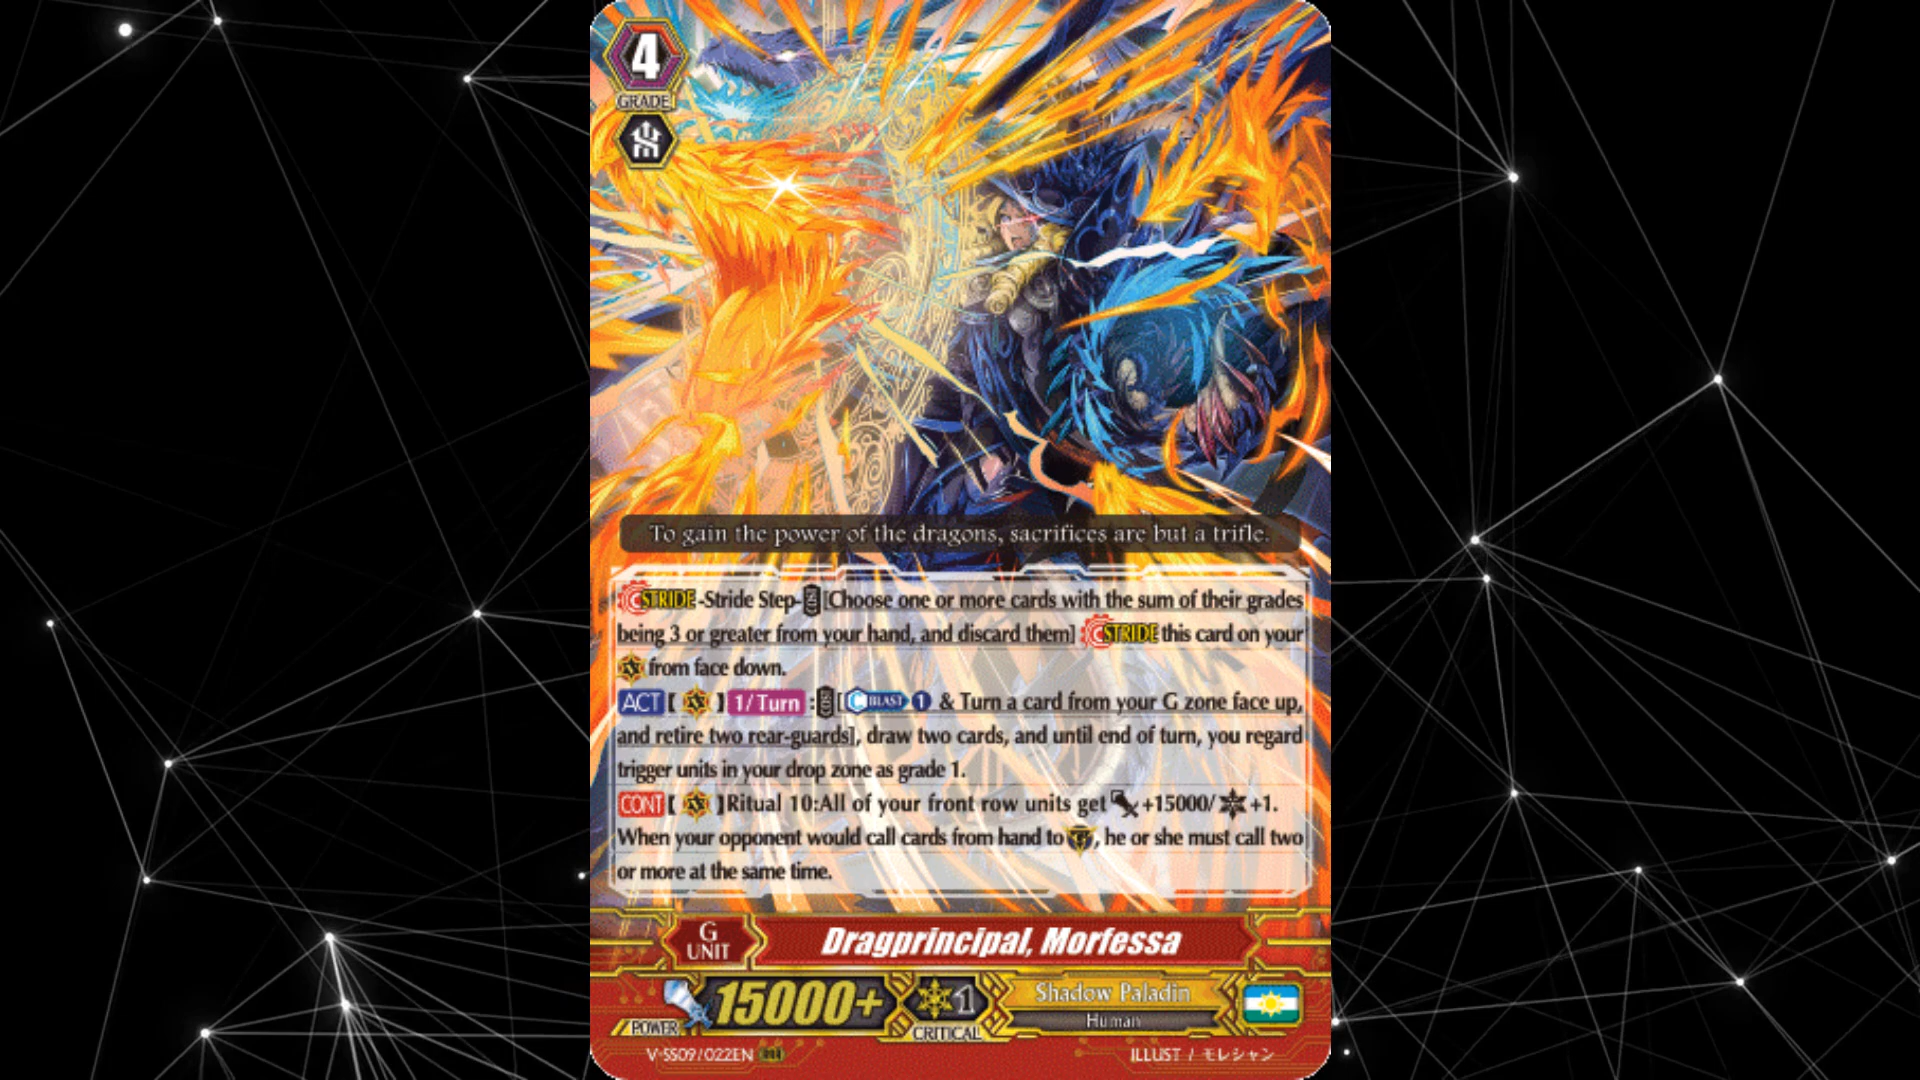 4
GRADE
To gain the power of the dragons, sacrifices are but a trifle.
STRIDE-Stride Step-COST[Choose one or more cards with the sum of their grades
being 3 or greater from your hand, and discard them] STRIDE this card on your
from face down.
ACT[ ]1/Turn:COST[C BLAST 1 & Turn a card from your G zone face up,
and retire two rear-guards], draw two cards, and until end of turn, you regard
trigger units in your drop zone as grade 1.
CONT[ ]Ritual 10:All of your front row units get +15000/ +1.
When your opponent would call cards from hand to G, he or she must call two
or more at the same time.
G
UNIT
Dragprincipal, Morfessa
POWER 15000+
1
CRITICAL
Shadow Paladin
Human
V-SS09/022EN RRR
ILLUST / モレシャン